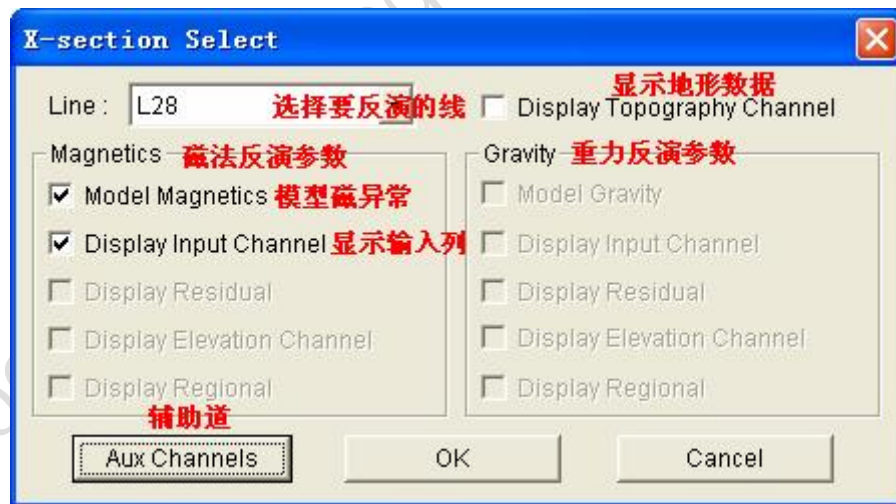 X-section Select
Line : L28 选择要反演的线
显示地形数据
Display Topography Channel
Magnetics 磁法反演参数
Model Magnetics 模型磁异常
Display Input Channel 显示输入列
Display Residual
Display Elevation Channel
Display Regional
Gravity 重力反演参数
Model Gravity
Display Input Channel
Display Residual
Display Elevation Channel
Display Regional
辅助道
Aux Channels
OK
Cancel